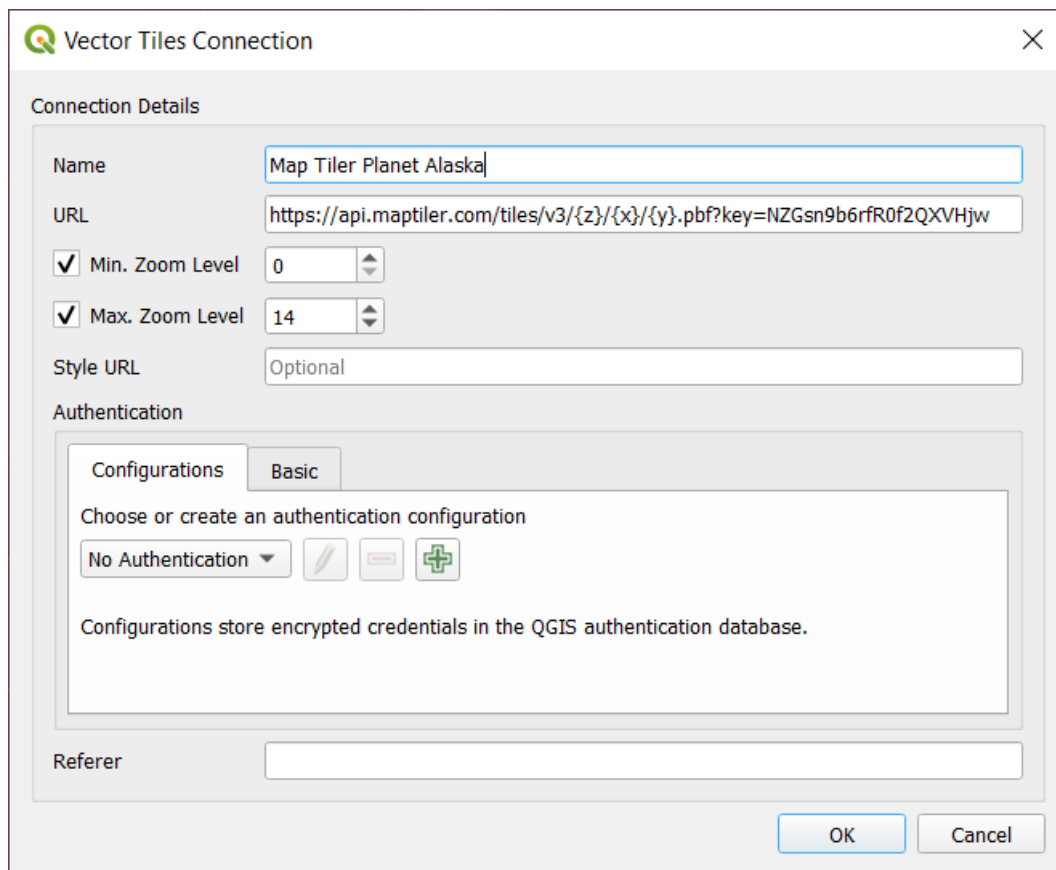 Vector Tiles Connection
Connection Details
Name Map Tiler Planet Alaska
URL https://api.maptiler.com/tiles/v3/{z}/{x}/{y}.pbf?key=NZGsn9b6rfR0f2QXVHjw
Min. Zoom Level 0
Max. Zoom Level 14
Style URL Optional
Authentication
Configurations Basic
Choose or create an authentication configuration
No Authentication
Configurations store encrypted credentials in the QGIS authentication database.
Referer
OK Cancel